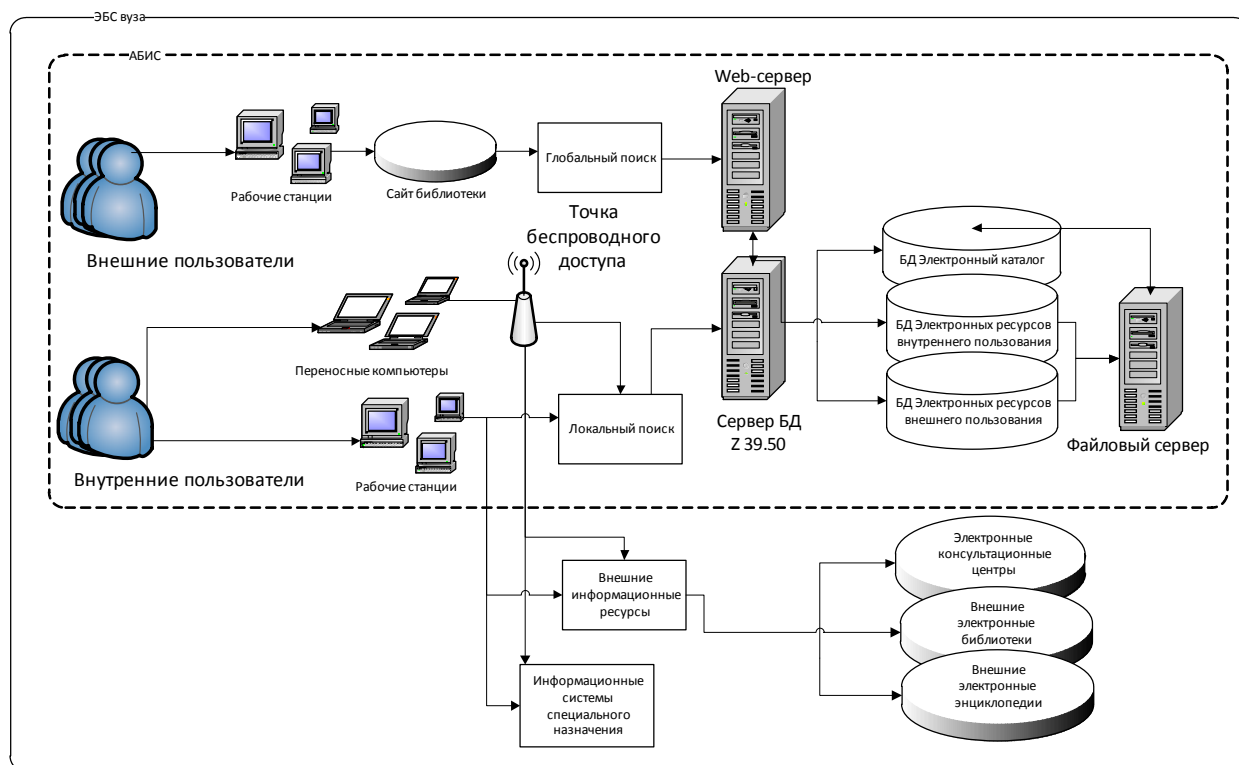 ЭБС вуза
АБИС
Web-сервер
Глобальный поиск
Рабочие станции
Сайт библиотеки
Точка
беспроводного
доступа
Внешние пользователи
БД Электронный каталог
БД Электронных ресурсов
внутреннего пользования
Переносные компьютеры
БД Электронных ресурсов
внешнего пользования
Локальный поиск
Сервер БД
Z 39.50
Файловый сервер
Внутренние пользователи
Рабочие станции
Электронные
консультационные
центры
Внешние
информационные
ресурсы
Внешние
электронные
библиотеки
Информационные
системы
специального
назначения
Внешние
электронные
энциклопедии